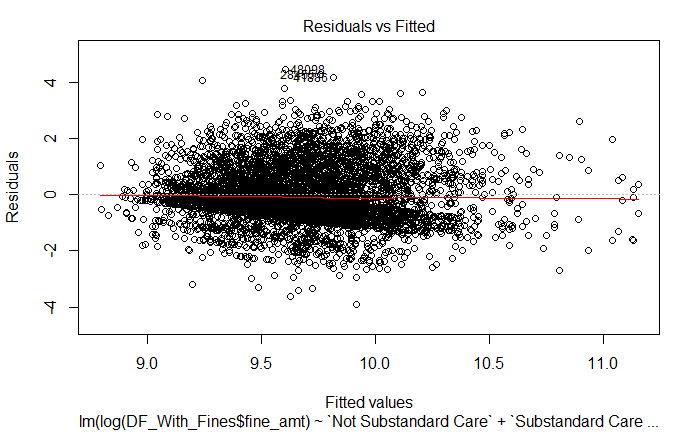 Residuals vs Fitted
Residuals
4
2
0
-2
-4
48098
41886
9.0 9.5 10.0 10.5 11.0
Fitted values
lm(log(DF_With_Fines$fine_amt) ~ `Not Substandard Care` + `Substandard Care ...